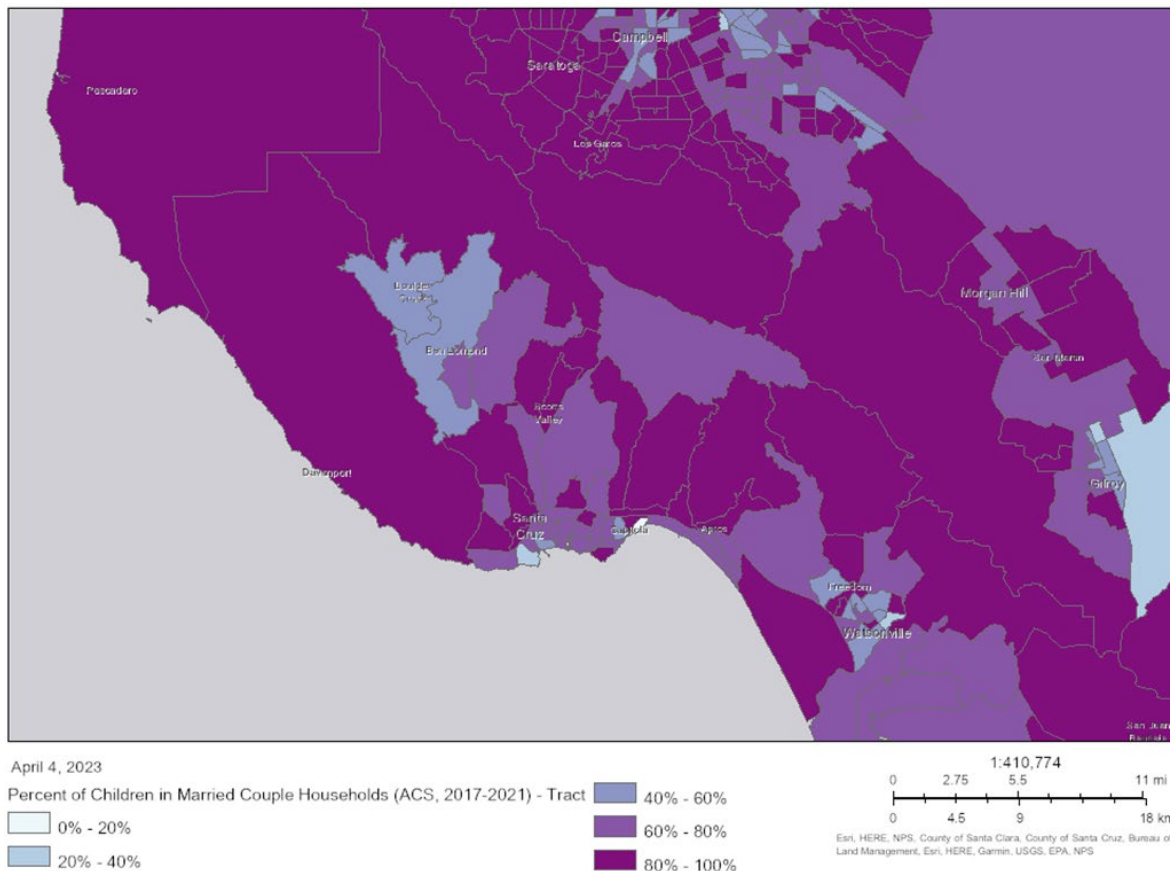 Campbell
Saratoga
Pescadero
Los Gatos
Morgan Hill
Boulder
Creek
Ben Lomond
San Martin
Scotts
Valley
Davenport
Gilroy
Santa
Cruz
Capitola
Aptos
Freedom
Watsonville
San Juan
Bautista
April 4, 2023
Percent of Children in Married Couple Households (ACS, 2017-2021) - Tract
0% - 20%
20% - 40%
40% - 60%
60% - 80%
80% - 100%
1:410,774
0 2.75 5.5 11 mi
0 4.5 9 18 km
Esri, HERE, NPS, County of Santa Clara, County of Santa Cruz, Bureau of
Land Management, Esri, HERE, Garmin, USGS, EPA, NPS